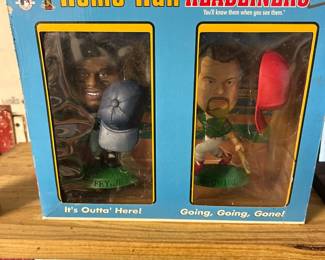 Home Run HEADLINERS
"You'll know them when you see them."
It's Outta' Here!
Going, Going, Gone!